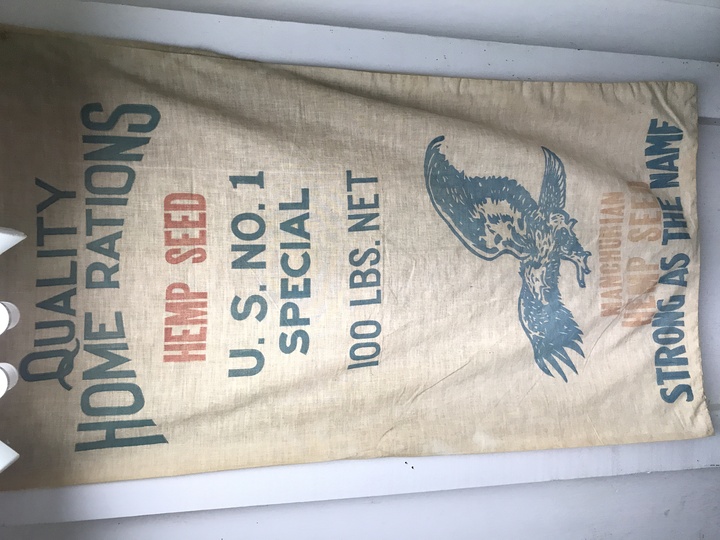 QUALITY
HOME RATIONS
HEMP SEED
U. S. NO. 1
SPECIAL
100 LBS. NET
MANCHURIAN
HEMP SEED
STRONG AS THE NAME